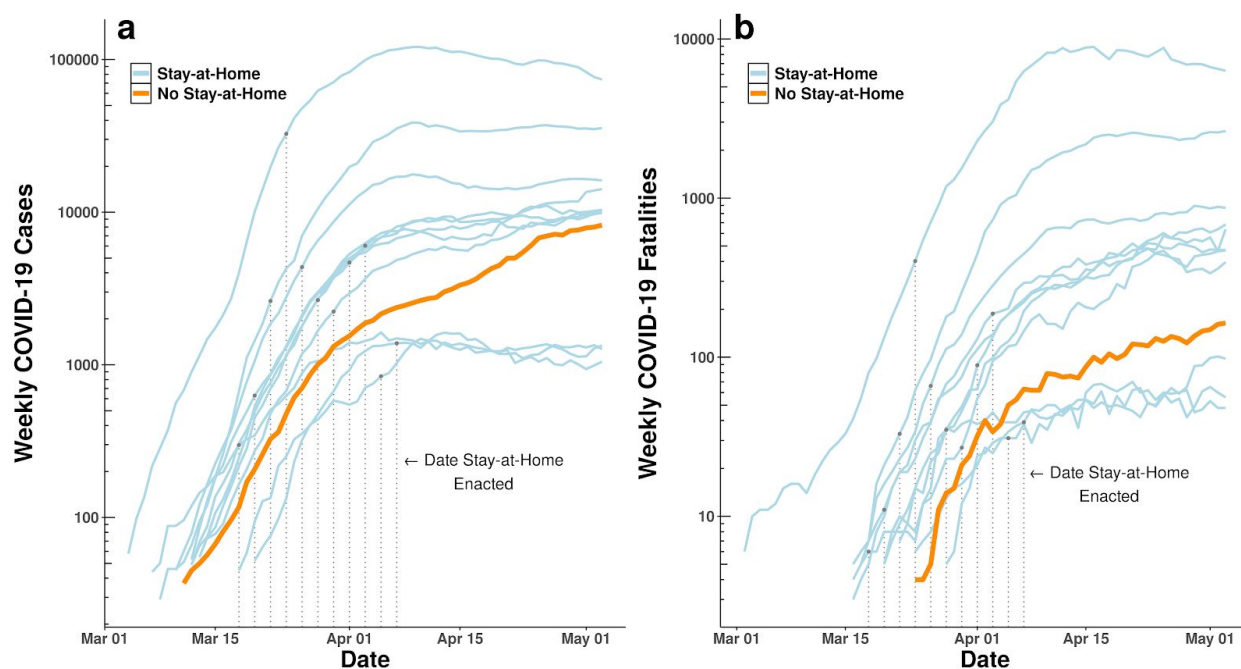 a
100000
10000
1000
100
Weekly COVID-19 Cases
Stay-at-Home
No Stay-at-Home
← Date Stay-at-Home
Enacted
Mar 01
Mar 15
Apr 01
Apr 15
May 01
Date
b
10000
1000
100
10
Weekly COVID-19 Fatalities
Stay-at-Home
No Stay-at-Home
← Date Stay-at-Home
Enacted
Mar 01
Mar 15
Apr 01
Apr 15
May 01
Date